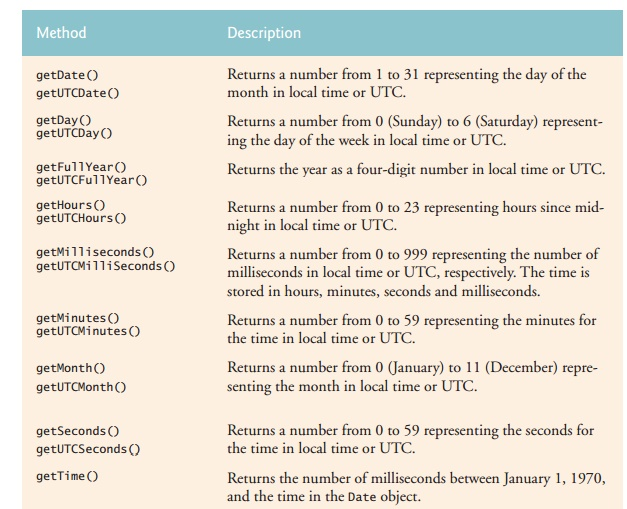 Method Description
getDate() Returns a number from 1 to 31 representing the day of the
getUTCDate() month in local time or UTC.
getDay() Returns a number from 0 (Sunday) to 6 (Saturday) represent-
getUTCDay() ing the day of the week in local time or UTC.
getFullYear() Returns the year as a four-digit number in local time or UTC.
getUTCFullYear()
getHours() Returns a number from 0 to 23 representing hours since mid-
getUTCHours() night in local time or UTC.
getMilliseconds() Returns a number from 0 to 999 representing the number of
getUTCMilliSeconds() milliseconds in local time or UTC, respectively. The time is
stored in hours, minutes, seconds and milliseconds.
getMinutes() Returns a number from 0 to 59 representing the minutes for
getUTCMinutes() the time in local time or UTC.
getMonth() Returns a number from 0 (January) to 11 (December) repre-
getUTCMonth() senting the month in local time or UTC.
getSeconds() Returns a number from 0 to 59 representing the seconds for
getUTCSeconds() the time in local time or UTC.
getTime() Returns the number of milliseconds between January 1, 1970,
and the time in the Date object.